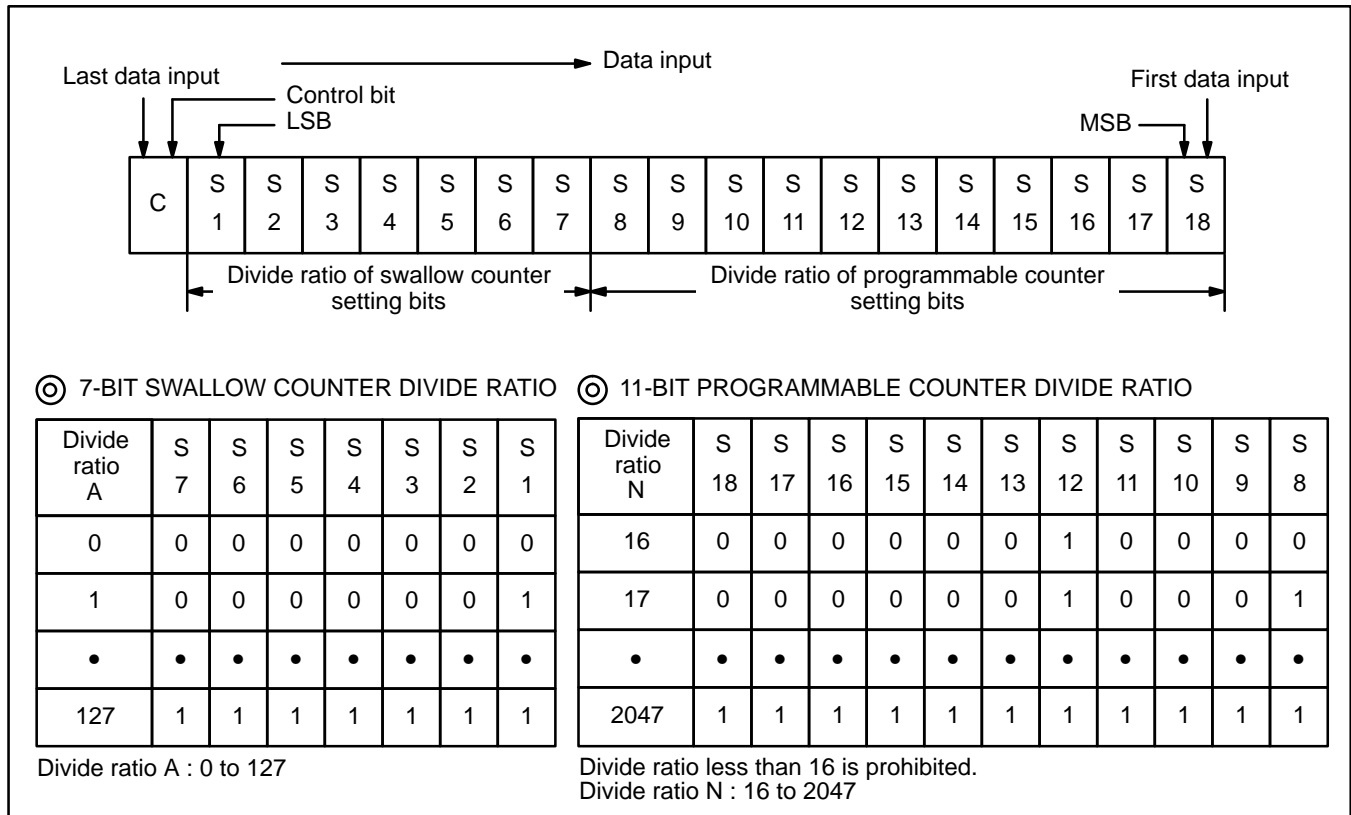 Last data input
Data input
First data input
Control bit
LSB
MSB
C S 1 S 2 S 3 S 4 S 5 S 6 S 7 S 8 S 9 S 10 S 11 S 12 S 13 S 14 S 15 S 16 S 17 S 18
Divide ratio of swallow counter
setting bits
Divide ratio of programmable counter
setting bits
7-BIT SWALLOW COUNTER DIVIDE RATIO
Divide ratio A S 7 S 6 S 5 S 4 S 3 S 2 S 1
0 0 0 0 0 0 0 0
1 0 0 0 0 0 0 1
• • • • • • • •
127 1 1 1 1 1 1 1
Divide ratio A : 0 to 127
11-BIT PROGRAMMABLE COUNTER DIVIDE RATIO
Divide ratio N S 18 S 17 S 16 S 15 S 14 S 13 S 12 S 11 S 10 S 9 S 8
16 0 0 0 0 0 0 1 0 0 0 0
17 0 0 0 0 0 0 1 0 0 0 1
• • • • • • • • • • • •
2047 1 1 1 1 1 1 1 1 1 1 1
Divide ratio less than 16 is prohibited.
Divide ratio N : 16 to 2047